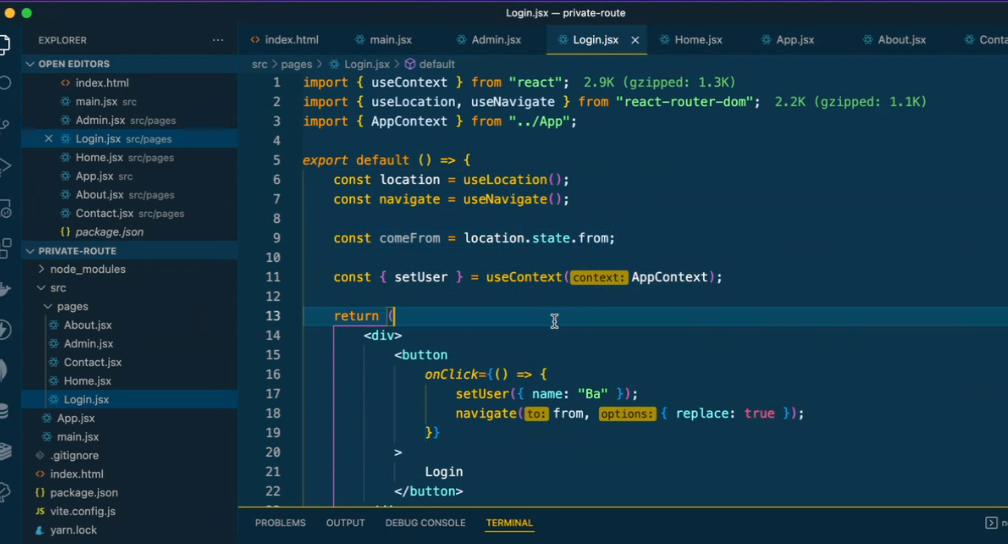 Login.jsx — private-route
EXPLORER
OPEN EDITORS
index.html
main.jsx src
Admin.jsx src/pages
Login.jsx src/pages
Home.jsx src/pages
App.jsx src
About.jsx src/pages
Contact.jsx src/pages
{} package.json
PRIVATE-ROUTE
node_modules
src
pages
About.jsx
Admin.jsx
Contact.jsx
Home.jsx
Login.jsx
App.jsx
main.jsx
.gitignore
index.html
package.json
JS vite.config.js
yarn.lock
index.html main.jsx Admin.jsx Login.jsx Home.jsx App.jsx About.jsx Conta
src > pages > Login.jsx > default
1 import { useContext } from "react"; 2.9K (gzipped: 1.3K)
2 import { useLocation, useNavigate } from "react-router-dom"; 2.2K (gzipped: 1.1K)
3 import { AppContext } from "../App";
4
5 export default () => {
6 const location = useLocation();
7 const navigate = useNavigate();
8
9 const comeFrom = location.state.from;
10
11 const { setUser } = useContext(context: AppContext);
12
13 return (
14 <div>
15 <button
16 onClick={() => {
17 setUser({ name: "Ba" });
18 navigate(to: from, options: { replace: true });
19 }}
20 >
21 Login
22 </button>
PROBLEMS OUTPUT DEBUG CONSOLE TERMINAL